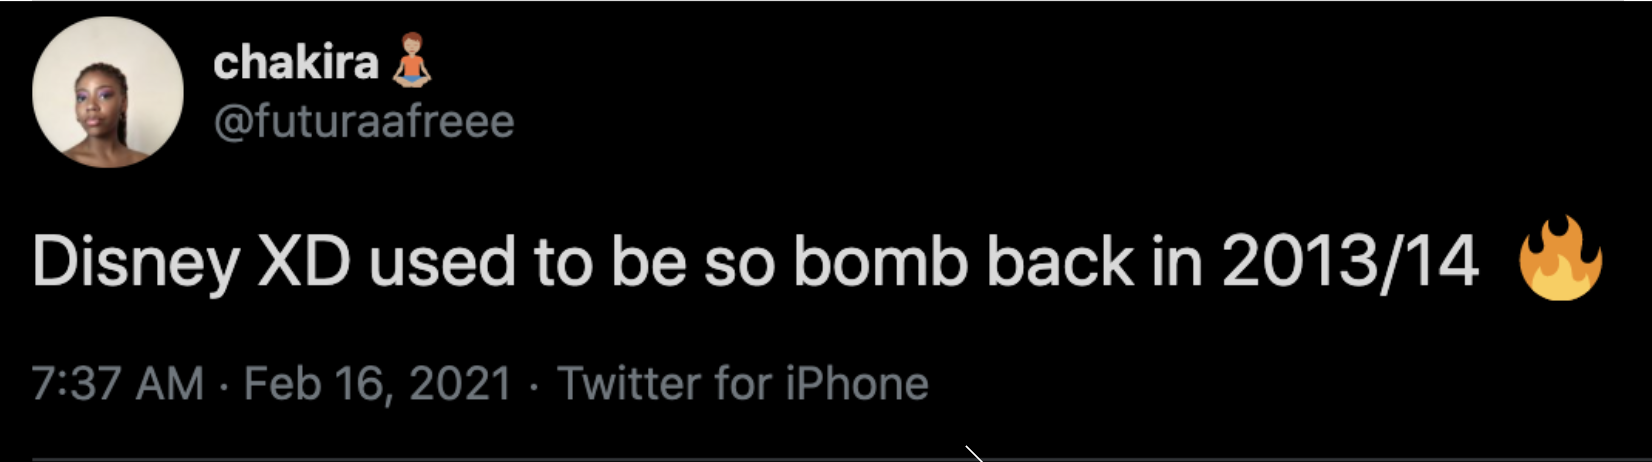 chakira 🧘🏽
@futuraafreee
Disney XD used to be so bomb back in 2013/14 🔥
7:37 AM · Feb 16, 2021 · Twitter for iPhone